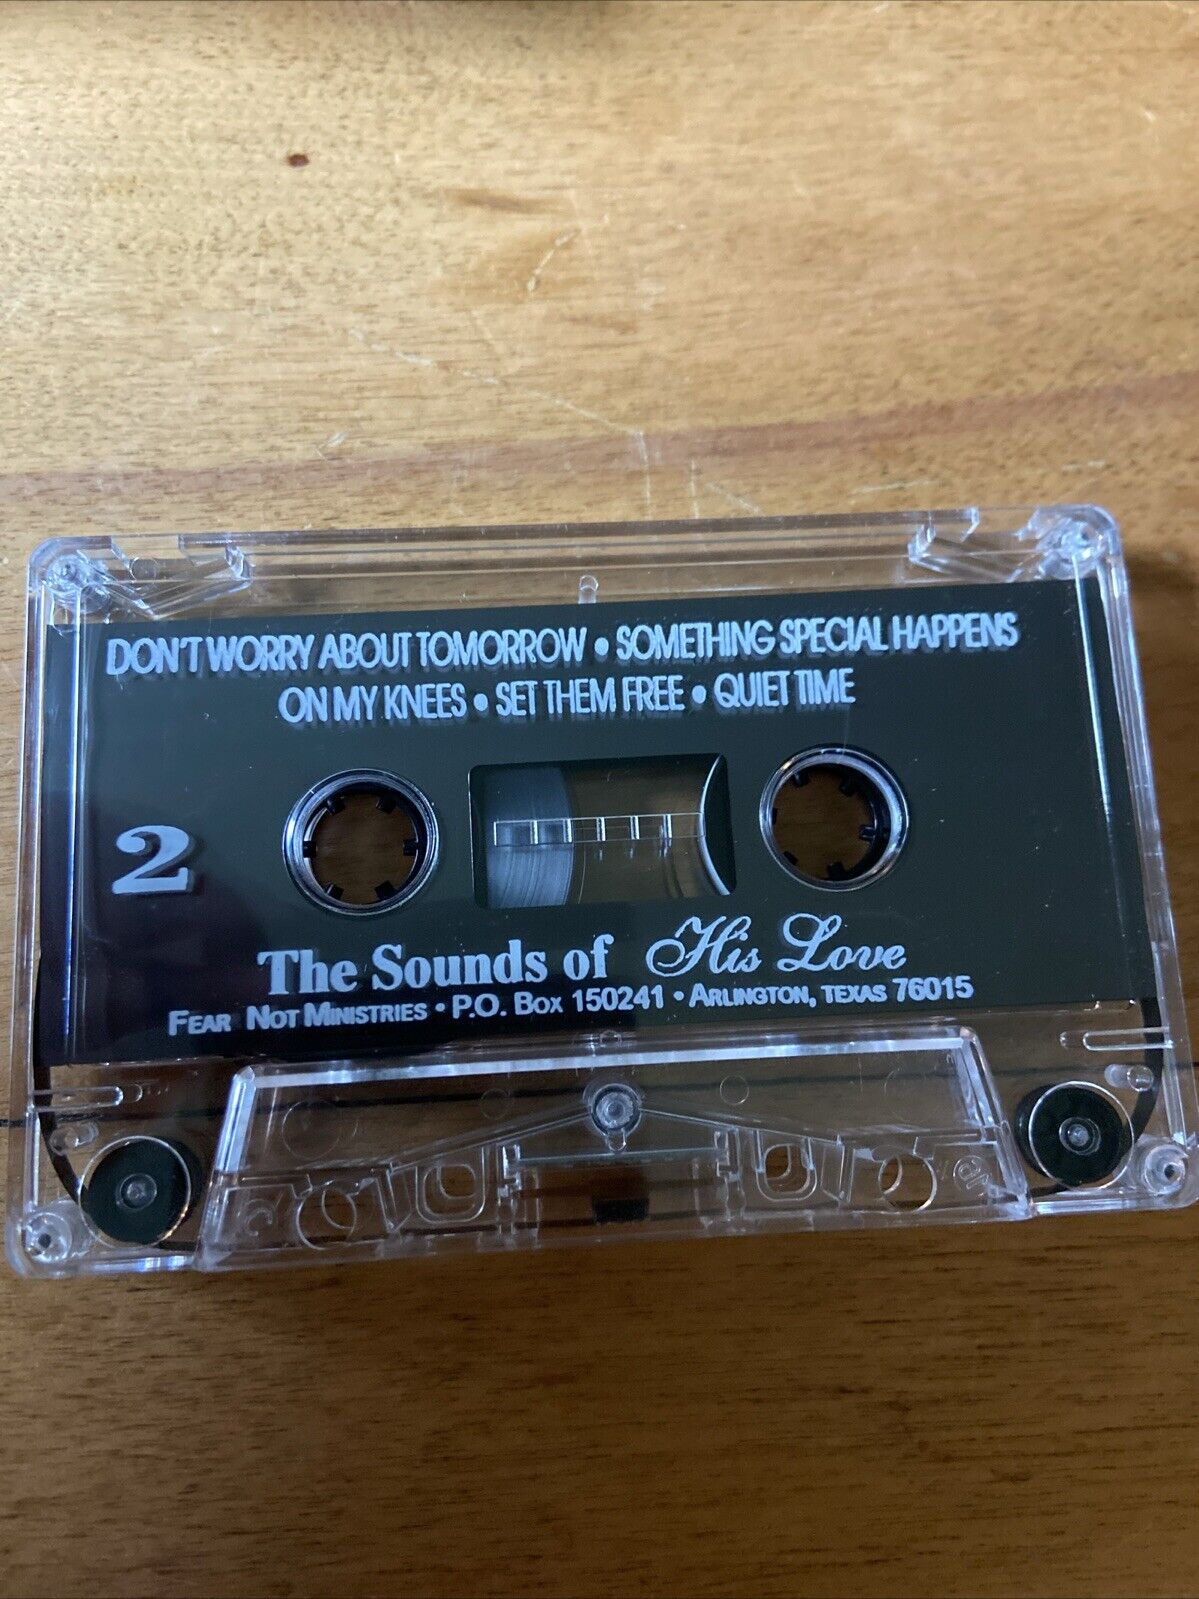 DON'T WORRY ABOUT TOMORROW • SOMETHING SPECIAL HAPPENS
ON MY KNEES • SET THEM FREE • QUIET TIME
2
The Sounds of His Love
FEAR NOT MINISTRIES • P.O. BOX 150241 • ARLINGTON, TEXAS 76015